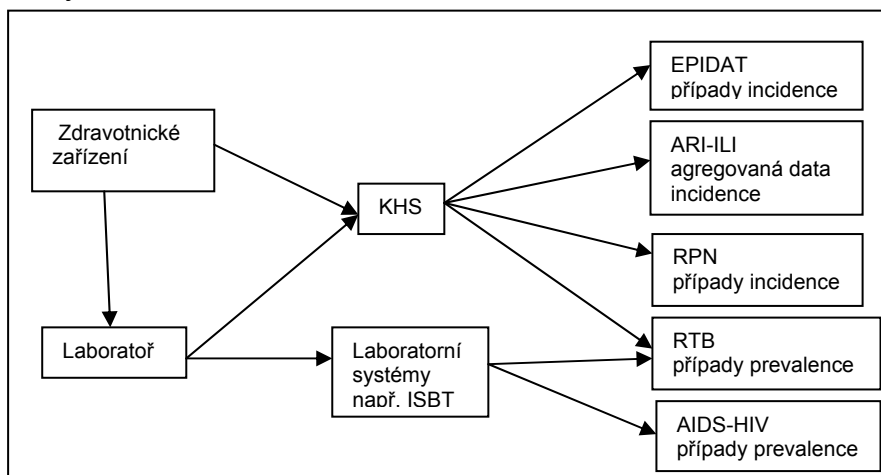 Zdravotnické
zařízení
Laboratoř
KHS
Laboratorní
systémy
např. ISBT
EPIDAT
případy incidence
ARI-ILI
agregovaná data
incidence
RPN
případy incidence
RTB
případy prevalence
AIDS-HIV
případy prevalence